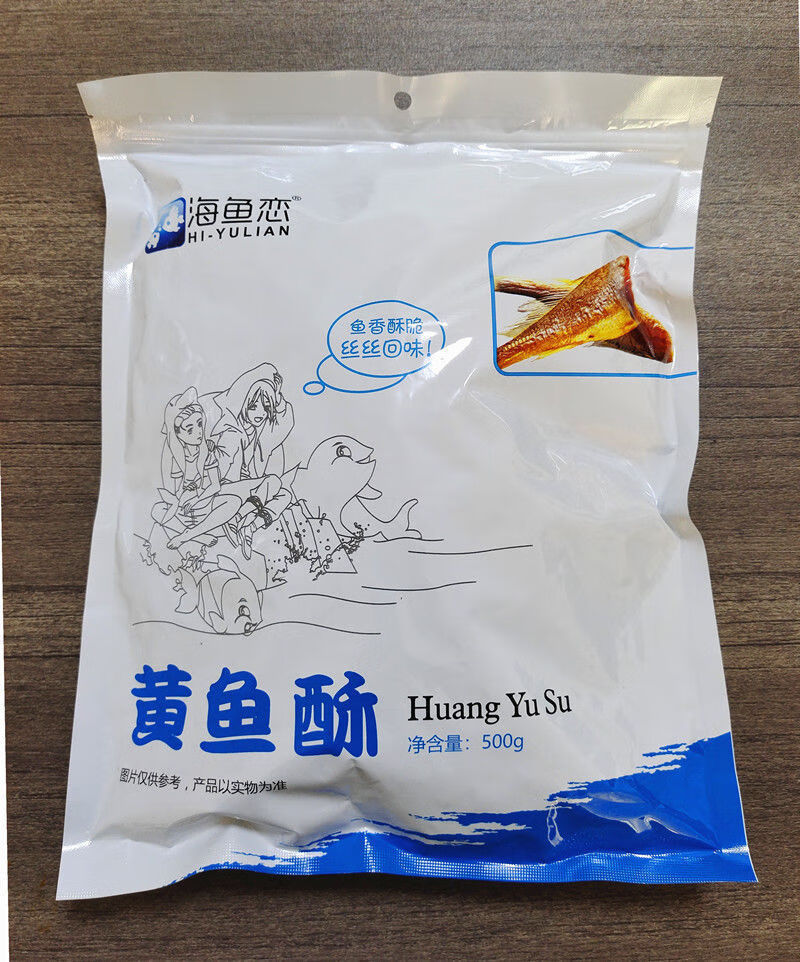 海鱼恋®
HI-YULIAN
鱼香酥脆
丝丝回味!
黄鱼酥
Huang Yu Su
净含量：500g
图片仅供参考，产品以实物为准